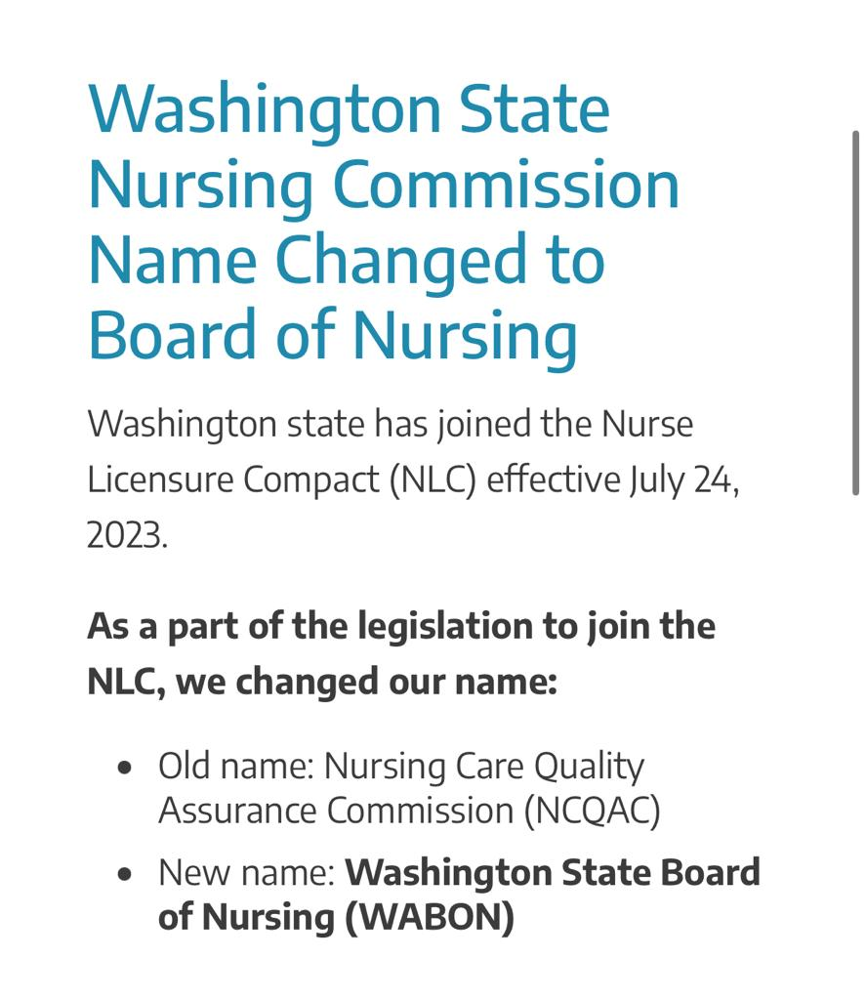 Washington State
Nursing Commission
Name Changed to
Board of Nursing
Washington state has joined the Nurse
Licensure Compact (NLC) effective July 24,
2023.
As a part of the legislation to join the
NLC, we changed our name:
• Old name: Nursing Care Quality
Assurance Commission (NCQAC)
• New name: Washington State Board
of Nursing (WABON)